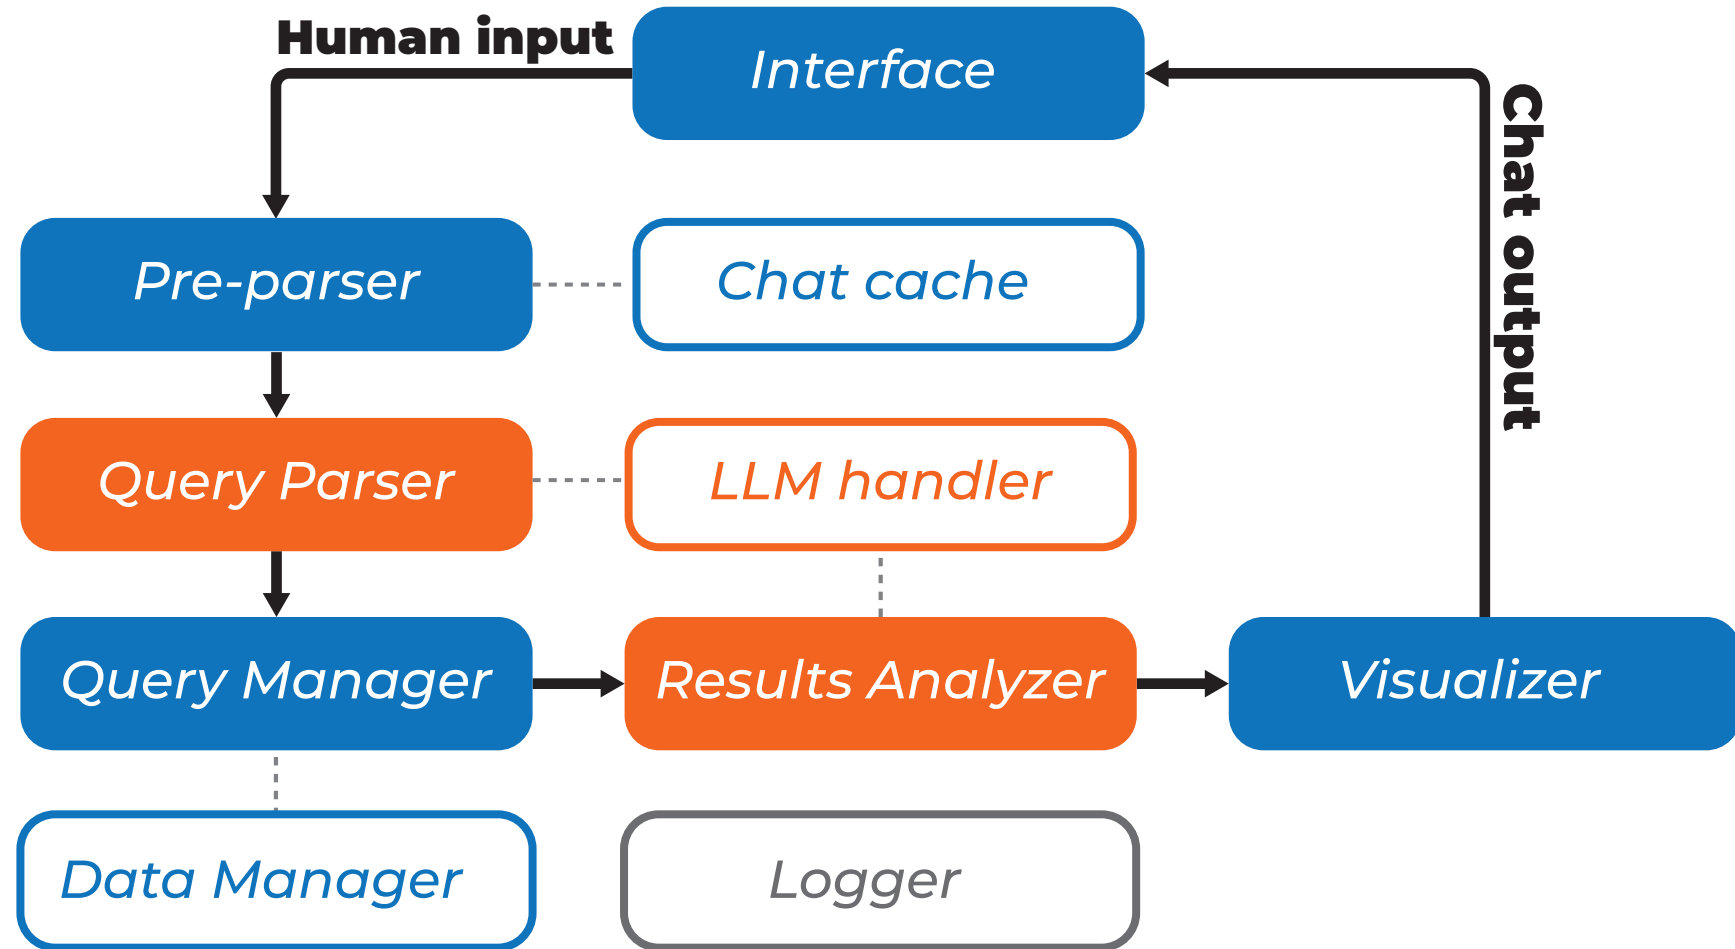 Human input
Interface
Chat output
Pre-parser
Chat cache
Query Parser
LLM handler
Query Manager
Results Analyzer
Visualizer
Data Manager
Logger